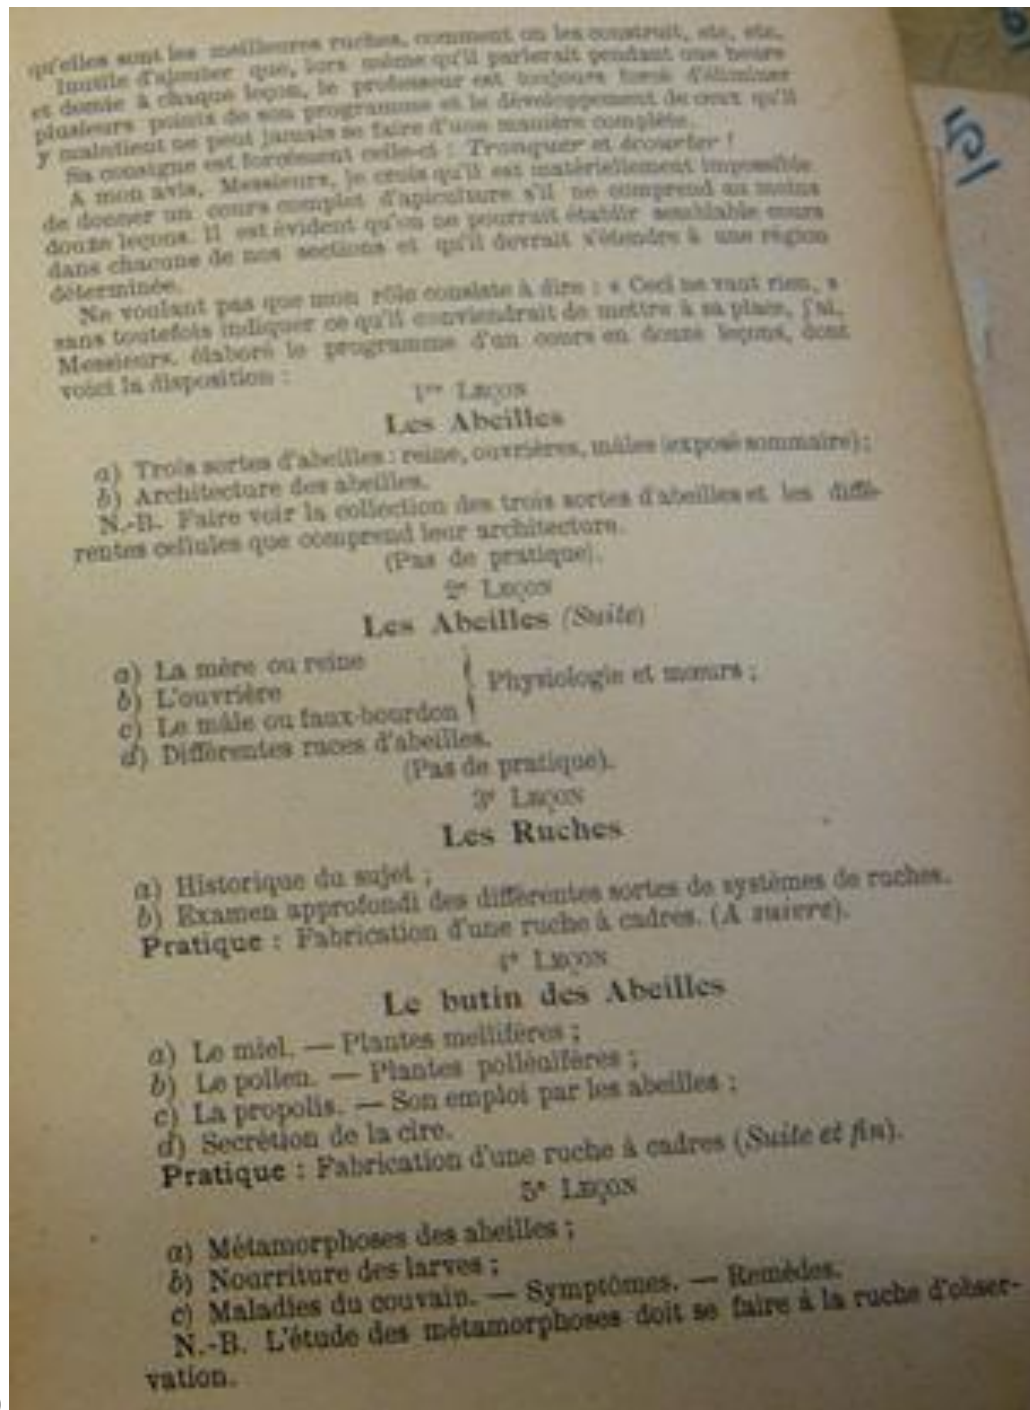 qu'elles sont les meilleures ruches, comment on les construit, etc., etc.
Inutile d'ajouter que, lors même qu'il parlerait pendant une heure
et demie à chaque leçon, le professeur est toujours forcé d'éliminer
plusieurs points de son programme et le développement de ceux qu'il
y maintient ne peut jamais se faire d'une manière complète.
Sa consigne est forcément celle-ci : Tronquer et écourter !
A mon avis, Messieurs, je crois qu'il est matériellement impossible
de donner un cours complet d'apiculture s'il ne comprend au moins
douze leçons. Il est évident qu'on ne pourrait établir semblable cours
dans chacune de nos sections et qu'il devrait s'étendre à une région
déterminée.
Ne voulant pas que mon rôle consiste à dire : « Ceci ne vaut rien, »
sans toutefois indiquer ce qu'il conviendrait de mettre à sa place, j'ai,
Messieurs, élaboré le programme d'un cours en douze leçons, dont
voici la disposition :
1re LEÇON
Les Abeilles
a) Trois sortes d'abeilles : reine, ouvrières, mâles (exposé sommaire) ;
b) Architecture des abeilles.
N.-B. Faire voir la collection des trois sortes d'abeilles et les diffé-
rentes cellules que comprend leur architecture.
(Pas de pratique).
2e LEÇON
Les Abeilles (Suite)
a) La mère ou reine
b) L'ouvrière
Physiologie et mœurs ;
c) Le mâle ou faux-bourdon
d) Différentes races d'abeilles.
(Pas de pratique).
3e LEÇON
Les Ruches
a) Historique du sujet ;
b) Examen approfondi des différentes sortes de systèmes de ruches.
Pratique : Fabrication d'une ruche à cadres. (A suivre).
4e LEÇON
Le butin des Abeilles
a) Le miel. — Plantes mellifères ;
b) Le pollen. — Plantes pollénifères ;
c) La propolis. — Son emploi par les abeilles ;
d) Secrétion de la cire.
Pratique : Fabrication d'une ruche à cadres (Suite et fin).
5e LEÇON
a) Métamorphoses des abeilles ;
b) Nourriture des larves ;
c) Maladies du couvain. — Symptômes. — Remèdes.
N.-B. L'étude des métamorphoses doit se faire à la ruche d'obser-
vation.